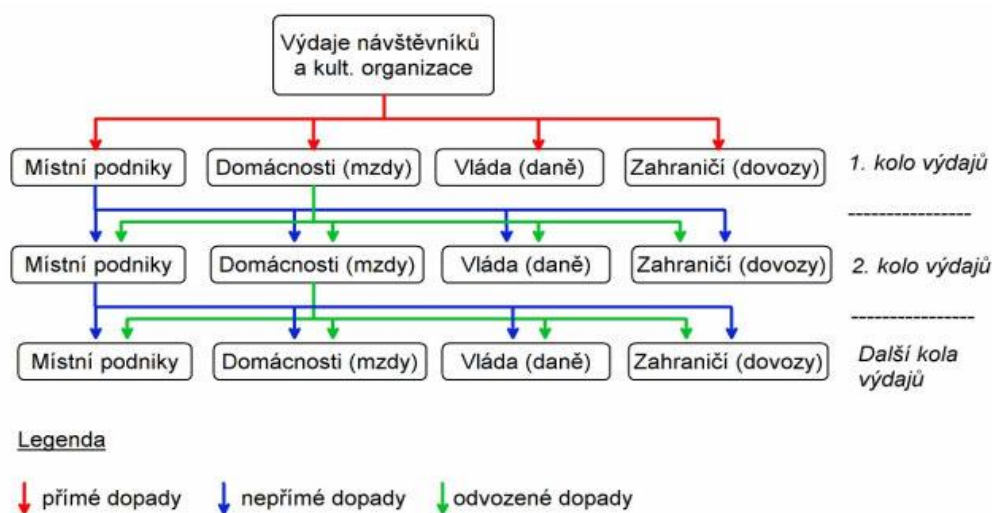 Výdaje návštěvníků
a kult. organizace
Místní podniky
Domácnosti (mzdy)
Vláda (daně)
Zahraničí (dovozy)
1. kolo výdajů
----------------
Místní podniky
Domácnosti (mzdy)
Vláda (daně)
Zahraničí (dovozy)
2. kolo výdajů
----------------
Místní podniky
Domácnosti (mzdy)
Vláda (daně)
Zahraničí (dovozy)
Další kola
výdajů
Legenda
přímé dopady
nepřímé dopady
odvozené dopady